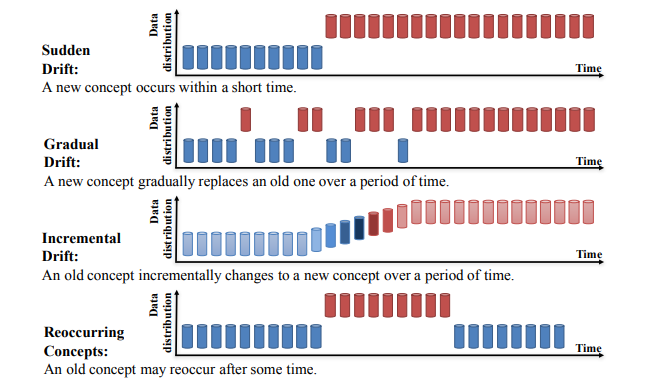 Data
distribution
Sudden
Drift:
Time
A new concept occurs within a short time.
Data
distribution
Gradual
Drift:
Time
A new concept gradually replaces an old one over a period of time.
Data
distribution
Incremental
Drift:
Time
An old concept incrementally changes to a new concept over a period of time.
Data
distribution
Reoccurring
Concepts:
Time
An old concept may reoccur after some time.